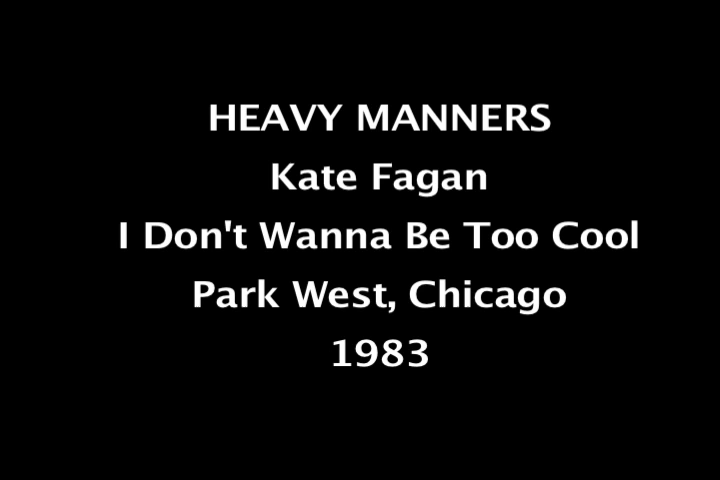 HEAVY MANNERS
Kate Fagan
I Don't Wanna Be Too Cool
Park West, Chicago
1983